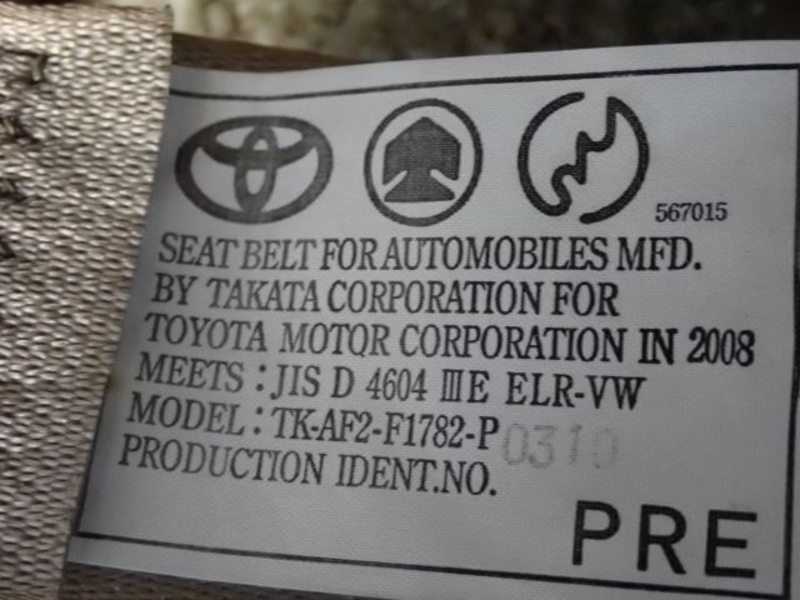 567015
SEAT BELT FOR AUTOMOBILES MFD.
BY TAKATA CORPORATION FOR
TOYOTA MOTOR CORPORATION IN 2008
MEETS : JIS D 4604 ⅢE ELR-VW
MODEL : TK-AF2-F1782-P
PRODUCTION IDENT.NO. 0310
PRE